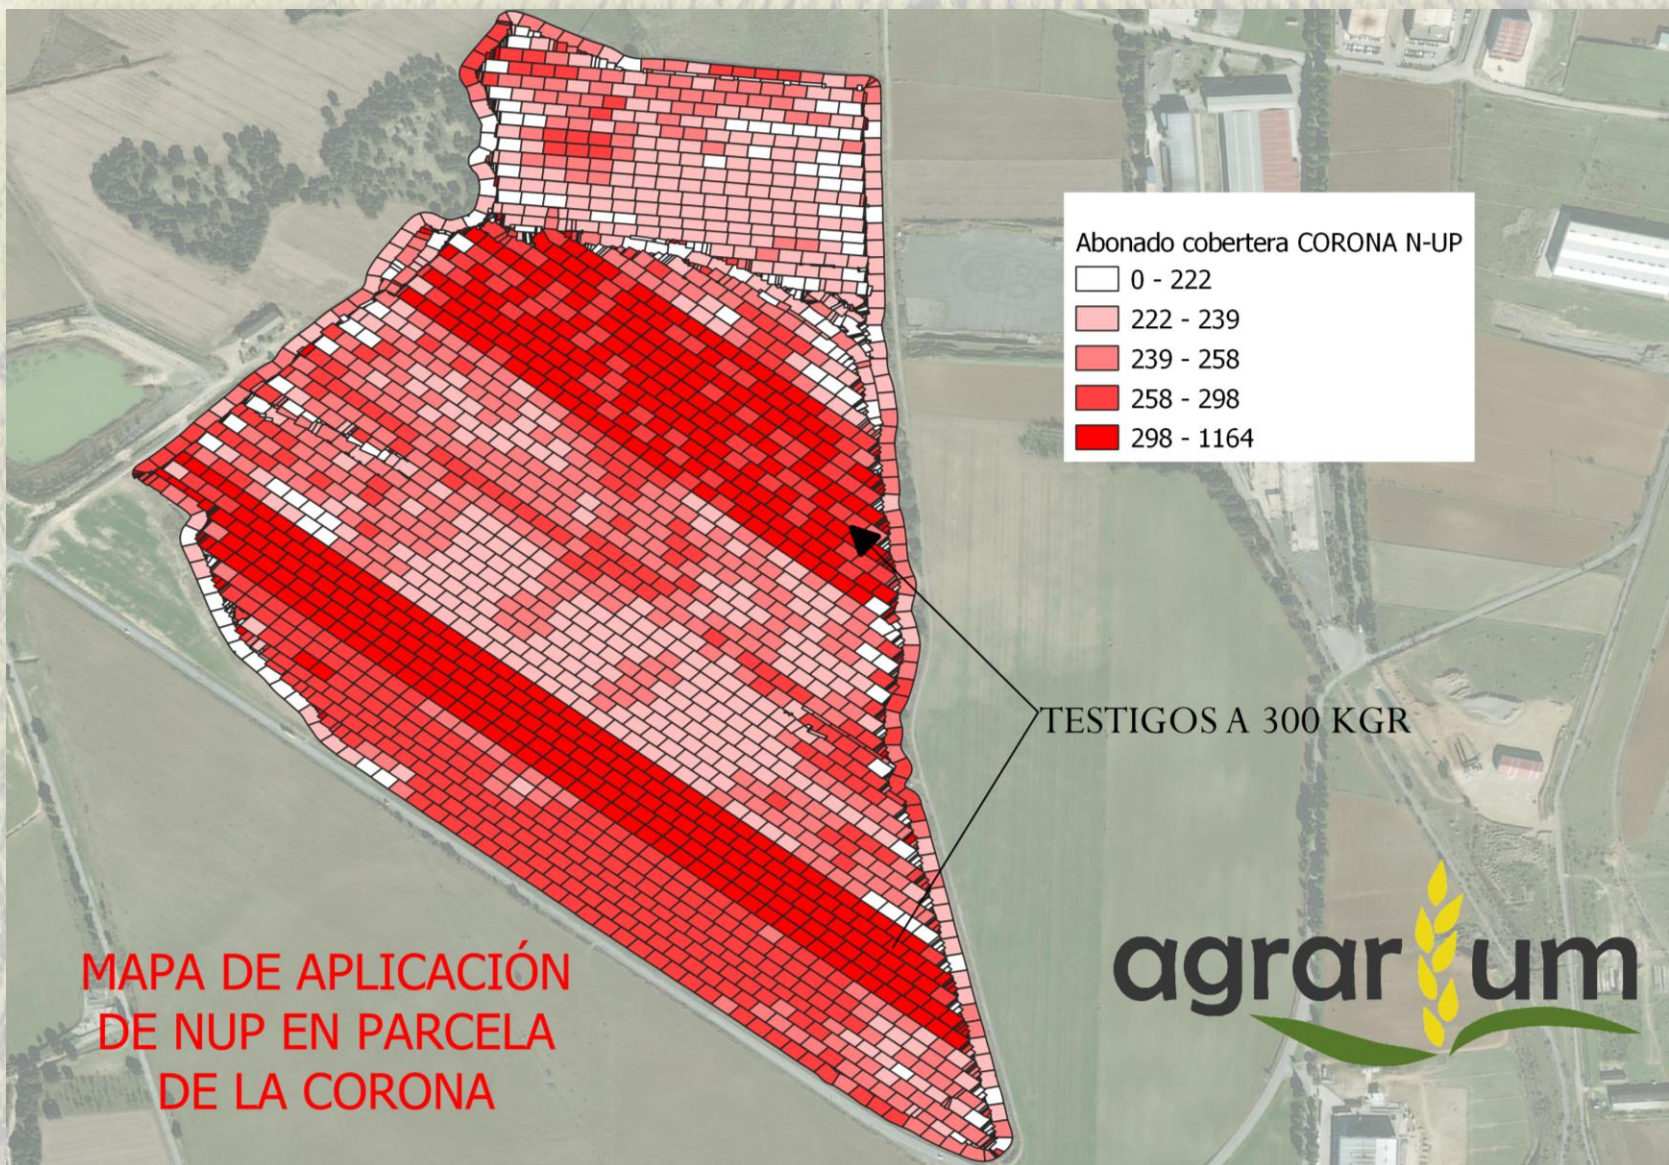 Abonado cobertera CORONA N-UP
0 - 222
222 - 239
239 - 258
258 - 298
298 - 1164
TESTIGOS A 300 KGR
agrarium
MAPA DE APLICACIÓN
DE NUP EN PARCELA
DE LA CORONA